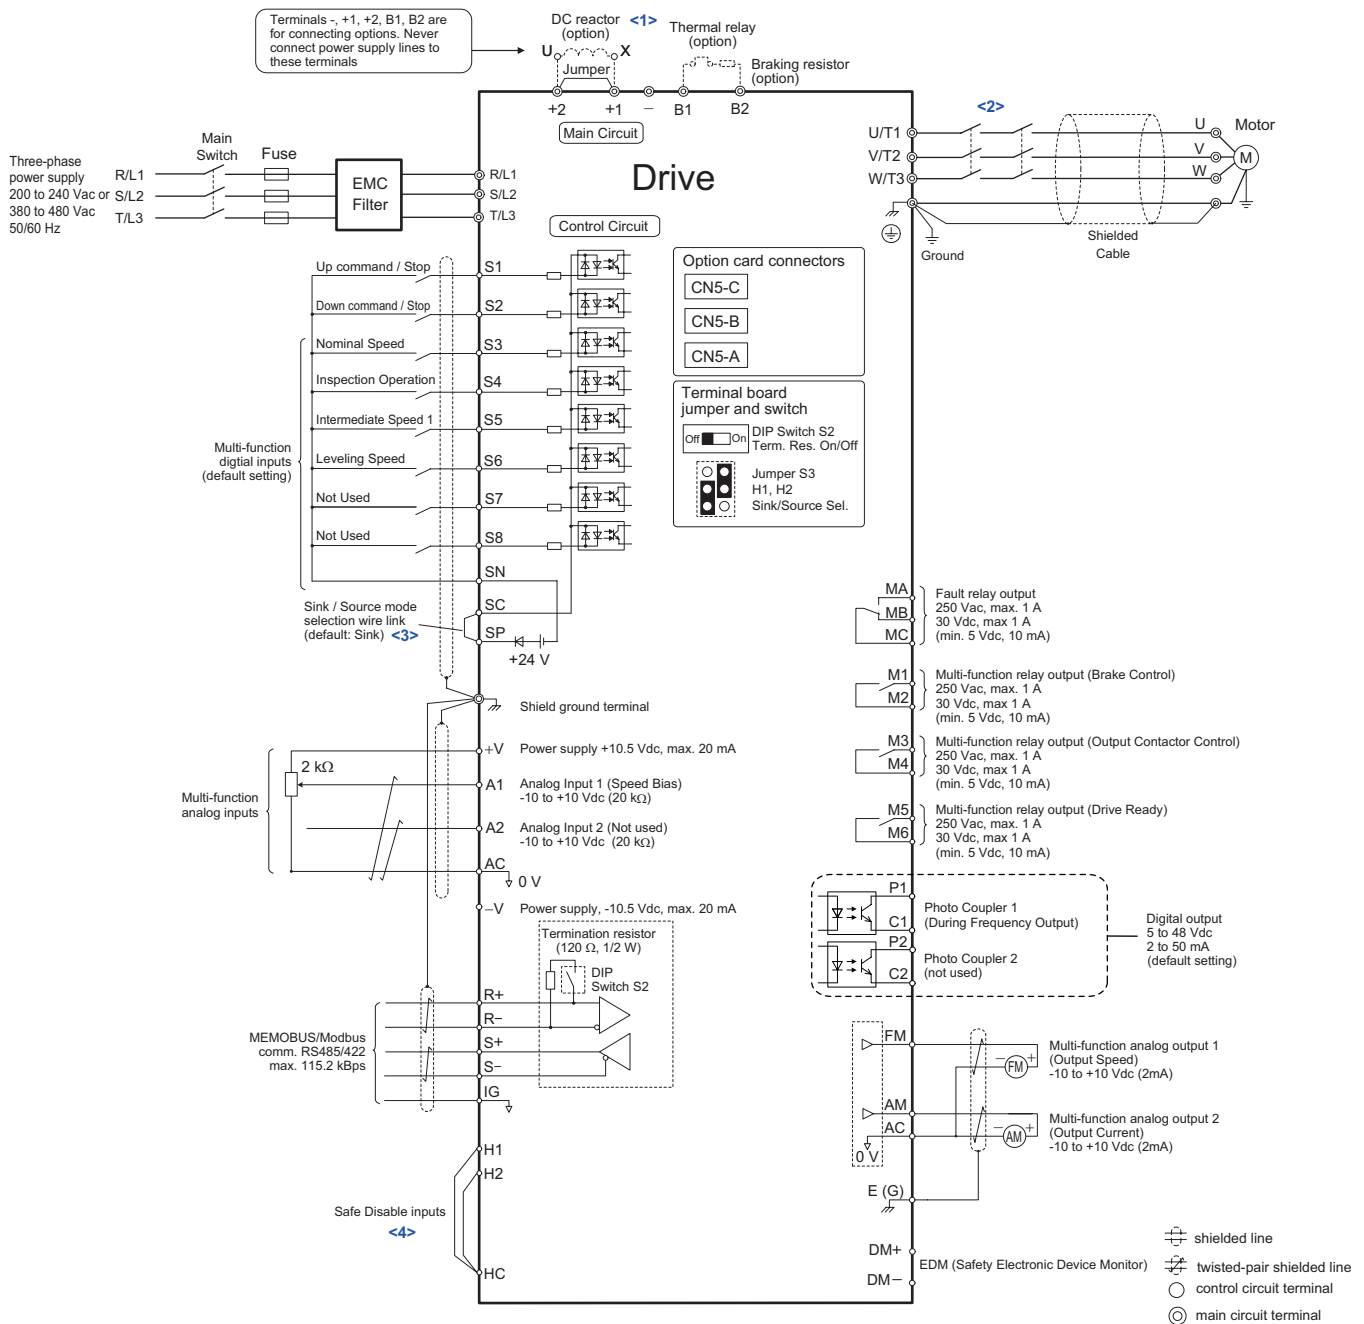 Terminals -, +1, +2, B1, B2 are
for connecting options. Never
connect power supply lines to
these terminals
DC reactor <1>
(option)
U X
Jumper
Thermal relay
(option)
Braking resistor
(option)
+2 +1 − B1 B2
Main Circuit
Drive
Three-phase
power supply
200 to 240 Vac or
380 to 480 Vac
50/60 Hz
R/L1
S/L2
T/L3
Main
Switch
Fuse
EMC
Filter
R/L1
S/L2
T/L3
<2>
U/T1
V/T2
W/T3
U
V
W
Motor
M
Ground
Shielded
Cable
Control Circuit
Up command / Stop S1
Down command / Stop S2
Nominal Speed S3
Inspection Operation S4
Intermediate Speed 1 S5
Leveling Speed S6
Not Used S7
Not Used S8
SN
SC
SP
+24 V
Multi-function
digtial inputs
(default setting)
Sink / Source mode
selection wire link
(default: Sink) <3>
Option card connectors
CN5-C
CN5-B
CN5-A
Terminal board
jumper and switch
Off On
DIP Switch S2
Term. Res. On/Off
Jumper S3
H1, H2
Sink/Source Sel.
Shield ground terminal
Multi-function
analog inputs
2 kΩ
+V Power supply +10.5 Vdc, max. 20 mA
A1 Analog Input 1 (Speed Bias)
-10 to +10 Vdc (20 kΩ)
A2 Analog Input 2 (Not used)
-10 to +10 Vdc (20 kΩ)
AC
0 V
−V Power supply, -10.5 Vdc, max. 20 mA
Termination resistor
(120 Ω, 1/2 W)
DIP
Switch S2
MEMOBUS/Modbus
comm. RS485/422
max. 115.2 kBps
R+
R−
S+
S−
IG
H1
H2
Safe Disable inputs
<4>
HC
MA
MB
MC
Fault relay output
250 Vac, max. 1 A
30 Vdc, max 1 A
(min. 5 Vdc, 10 mA)
M1
M2
Multi-function relay output (Brake Control)
250 Vac, max. 1 A
30 Vdc, max 1 A
(min. 5 Vdc, 10 mA)
M3
M4
Multi-function relay output (Output Contactor Control)
250 Vac, max. 1 A
30 Vdc, max 1 A
(min. 5 Vdc, 10 mA)
M5
M6
Multi-function relay output (Drive Ready)
250 Vac, max. 1 A
30 Vdc, max 1 A
(min. 5 Vdc, 10 mA)
P1
C1
Photo Coupler 1
(During Frequency Output)
P2
C2
Photo Coupler 2
(not used)
Digital output
5 to 48 Vdc
2 to 50 mA
(default setting)
FM
− FM +
Multi-function analog output 1
(Output Speed)
-10 to +10 Vdc (2mA)
AM
AC
0 V
− AM +
Multi-function analog output 2
(Output Current)
-10 to +10 Vdc (2mA)
E (G)
DM+
DM−
EDM (Safety Electronic Device Monitor)
shielded line
twisted-pair shielded line
control circuit terminal
main circuit terminal